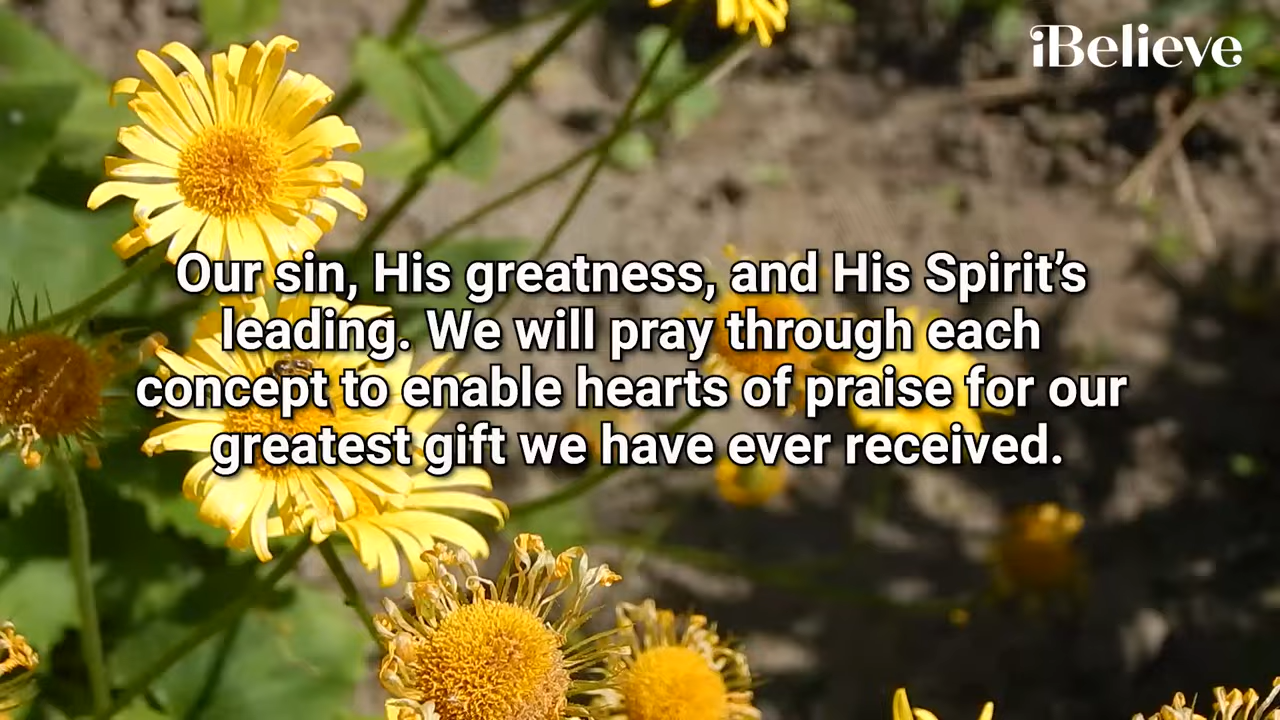 iBelieve
Our sin, His greatness, and His Spirit’s
leading. We will pray through each
concept to enable hearts of praise for our
greatest gift we have ever received.